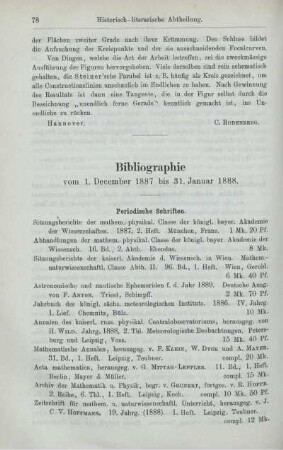 78 Historisch-literarische Abtheilung.
der Flächen zweiter Grade nach ihrer Krümmung. Den Schluss bildet
die Aufsuchung der Kreispunkte und der sie ausschneidenden Focalcurven.
Von Dingen, welche die Art der Arbeit betreffen, sei die zweckmässige
Ausführung der Figuren hervorgehoben. Viele derselben sind rein schematisch
gegeben, die Steiner'sche Parabel ist z. B. häufig als Kreis gezeichnet, um
alle Constructionslinien anschaulich im Endlichen zu haben. Nach Gewinnung
des Resultats ist dann eine Tangente, die in der Figur selbst durch die
Bezeichnung „unendlich ferne Gerade" kenntlich gemacht ist, ins Unendliche
zu rücken.
Hannover. C. Rodenberg.
Bibliographie
vom 1. December 1887 bis 31. Januar 1888.
Periodische Schriften.
Sitzungsberichte der mathem. physikal. Classe der königl. bayer. Akademie
der Wissenschaften. 1887, 2. Heft. München, Franz. 1 Mk. 20 Pf.
Abhandlungen der mathem. physikal. Classe der königl. bayer. Akademie der
Wissensch. 16. Bd., 2. Abth. Ebendas. 8 Mk.
Sitzungsberichte der kaiserl. Akademie d. Wissensch. in Wien. Mathem-
naturwissenschaftl. Classe Abth. II. 96. Bd., 1. Heft. Wien, Gerold.
6 Mk. 40 Pf.
Astronomische und nautische Ephemeriden f. d. Jahr 1889. Deutsche Ausg.
von F. Anton. Triest, Schimpff. 2 Mk. 70 Pf.
Jahrbuch des königl. sächs. meteorologischen Instituts. 1886. IV. Jahrg.
1. Lief. Chemnitz, Bülz. 10 Mk.
Annalen des kaiserl. russ. physikal. Centralobservatoriums, herausgeg. von
H. Wild. Jahrg. 1888, 2. Thl. Meteorologische Beobachtungen, Peters-
burg und Leipzig, Voss. 15 Mk. 40 Pf.
Mathematische Annalen, herausgeg. v. F. Klein, W. Dyck und A. Mayer.
31. Bd., 1. Heft. Leipzig, Teubner. compl. 20 Mk.
Acta mathematica, herausgeg. v. G. Mittag-Leffler. 11. Bd., 1 Heft.
Berlin, Mayer & Müller. compl. 15 Mk.
Archiv der Mathematik u. Physik, begr. v. Grunert, fortges. v. R. Hoppe.
2. Reihe, 6. Thl., 1. Heft. Leipzig, Koch. compl. 10 Mk. 50 Pf.
Zeitschrift für mathem. u. naturwissensch. Unterricht, herausgeg. v. J.
C. V. Hoffmann. 19. Jahrg. (1888). 1. Heft. Leipzig, Teubner.
compl. 12 Mk.